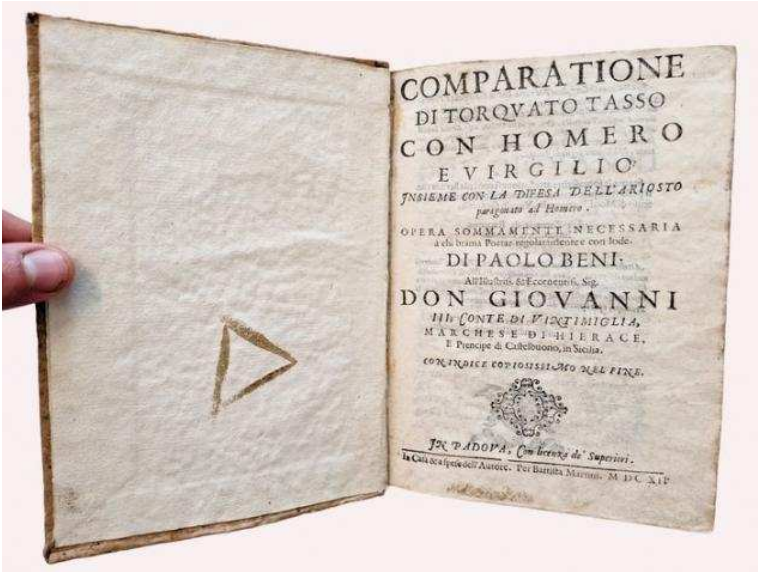 COMPARATIONE
DI TORQVATO TASSO
CON HOMERO
E VIRGILIO
INSIEME CON LA DIFESA DELL'ARIOSTO
paragonato ad Homero.
OPERA SOMMAMENTE NECESSARIA
à chi brama Poetar regolatamente e con lode.
DI PAOLO BENI.
All'Illustris. & Sig.
DON GIOVANNI
III. CONTE DI VINTIMIGLIA,
MARCHESE DI HIERACE,
E Prencipe di Castelbuono, in Sicilia.
CON INDICE COPIOSISSIMO NEL FINE.
IN PADOVA, Con licenza de' Superiori.
In Casa & a spese dell'Autore. Per Battista Martini. M DC XII